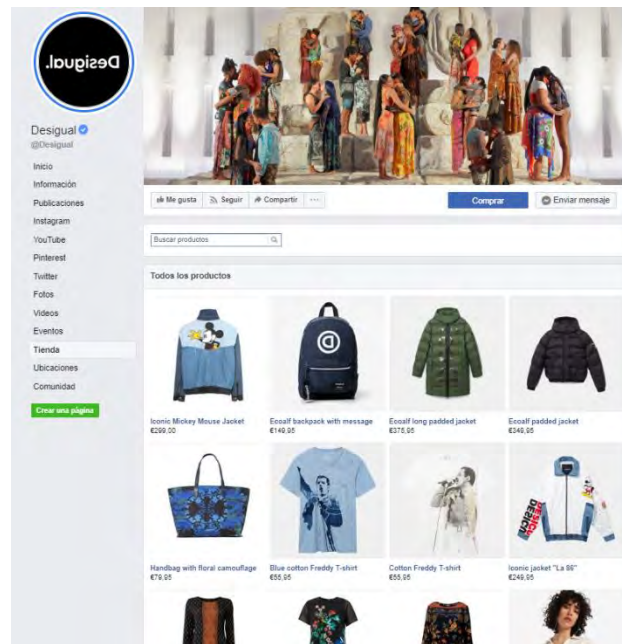 Desigual.
Desigual
@Desigual
Inicio
Información
Publicaciones
Instagram
YouTube
Pinterest
Twitter
Fotos
Vídeos
Eventos
Tienda
Ubicaciones
Comunidad
Crear una página
Me gusta
Seguir
Compartir
Comprar
Enviar mensaje
Buscar productos
Todos los productos
Iconic Mickey Mouse Jacket
€299,00
Ecoalf backpack with message
€149,95
Ecoalf long padded jacket
€375,95
Ecoalf padded jacket
€349,95
Handbag with floral camouflage
€79,95
Blue cotton Freddy T-shirt
€55,95
Cotton Freddy T-shirt
€55,95
Iconic jacket "La 86"
€249,95